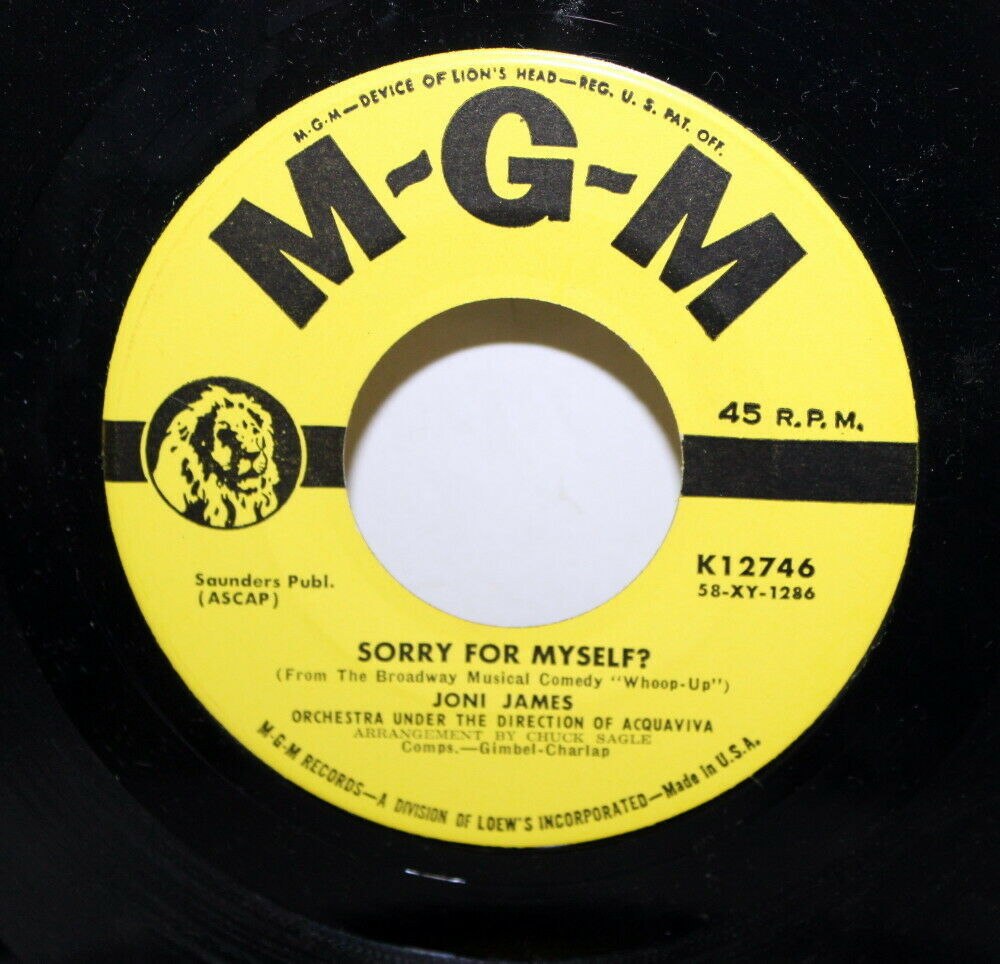 M-G-M—DEVICE OF LION'S HEAD—REG. U. S. PAT. OFF.
M-G-M
45 R.P.M.
K12746
58-XY-1286
Saunders Publ.
(ASCAP)
SORRY FOR MYSELF?
(From The Broadway Musical Comedy "Whoop-Up")
JONI JAMES
ORCHESTRA UNDER THE DIRECTION OF ACQUAVIVA
ARRANGEMENT BY CHUCK SAGLE
Comps.—Gimbel-Charlap
M-G-M RECORDS—A DIVISION OF LOEW'S INCORPORATED—Made in U.S.A.